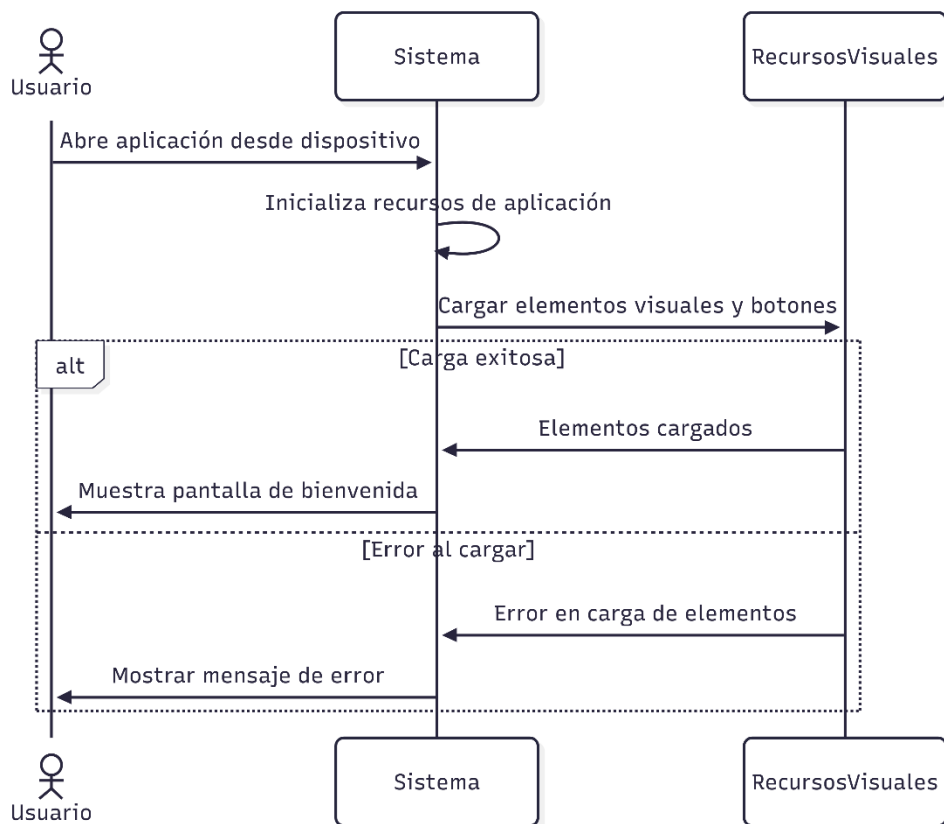 Usuario
Sistema
RecursosVisuales
Abre aplicación desde dispositivo
Inicializa recursos de aplicación
Cargar elementos visuales y botones
alt
[Carga exitosa]
Elementos cargados
Muestra pantalla de bienvenida
[Error al cargar]
Error en carga de elementos
Mostrar mensaje de error
Usuario
Sistema
RecursosVisuales